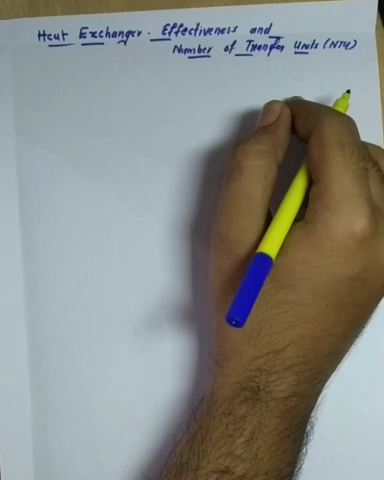 Heat Exchanger. Effectiveness and
Number of Transfer Units (NTU)